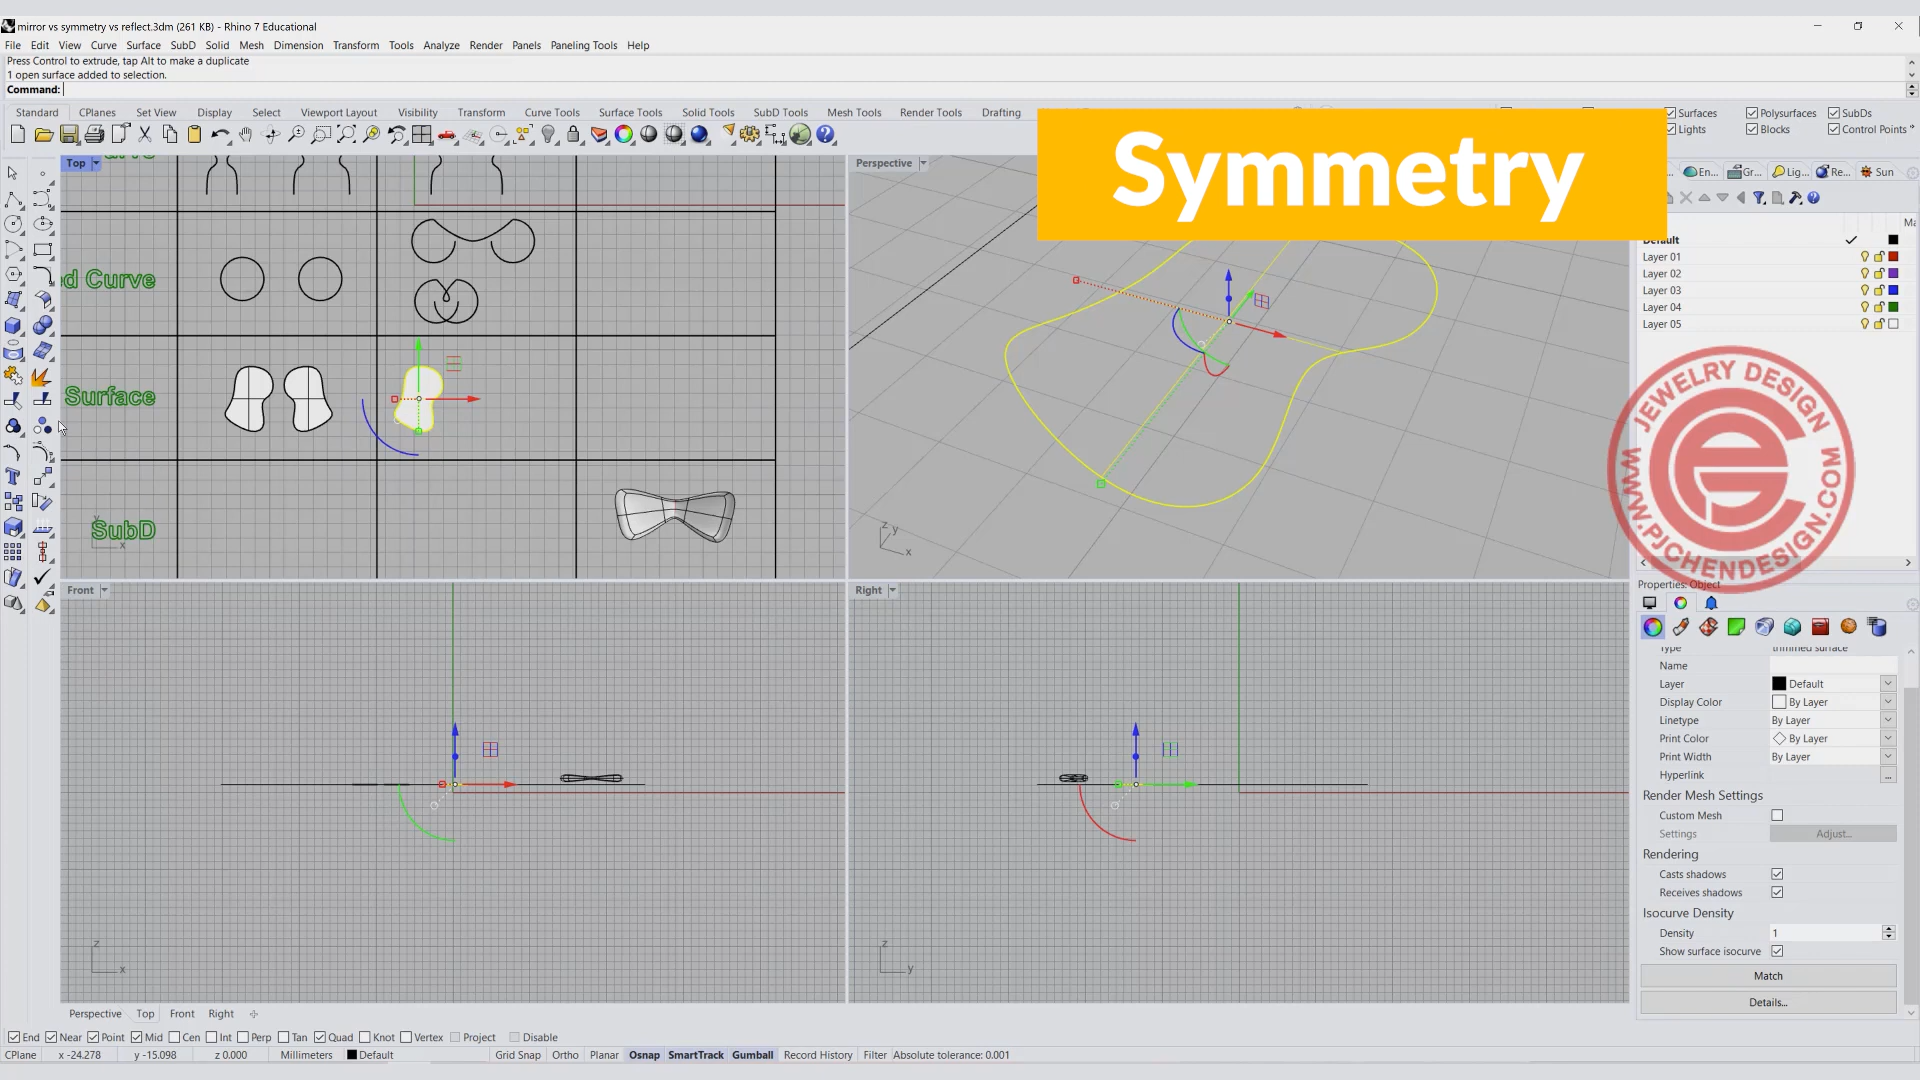 mirror vs symmetry vs reflect.3dm (261 KB) - Rhino 7 Educational
File Edit View Curve Surface SubD Solid Mesh Dimension Transform Tools Analyze Render Panels Paneling Tools Help
Press Control to extrude, tap Alt to make a duplicate
1 open surface added to selection.
Command:
Standard CPlanes Set View Display Select Viewport Layout Visibility Transform Curve Tools Surface Tools Solid Tools SubD Tools Mesh Tools Render Tools Drafting
Surfaces Polysurfaces SubDs
Lights Blocks Control Points
Symmetry
Top
Perspective
En... Gr... Lig... Re... Sun
Default
Layer 01
Layer 02
Layer 03
Layer 04
Layer 05
d Curve
Surface
SubD
y
x
z y
x
JEWELRY DESIGN
WWW.PJCHENDESIGN.COM
Front
Right
z
x
z
y
Properties: Object
Type trimmed surface
Name
Layer Default
Display Color By Layer
Linetype By Layer
Print Color By Layer
Print Width By Layer
Hyperlink ...
Render Mesh Settings
Custom Mesh
Settings Adjust...
Rendering
Casts shadows
Receives shadows
Isocurve Density
Density 1
Show surface isocurve
Match
Details...
Perspective Top Front Right
End Near Point Mid Cen Int Perp Tan Quad Knot Vertex Project Disable
CPlane x -24.278 y -15.098 z 0.000 Millimeters Default Grid Snap Ortho Planar Osnap SmartTrack Gumball Record History Filter Absolute tolerance: 0.001